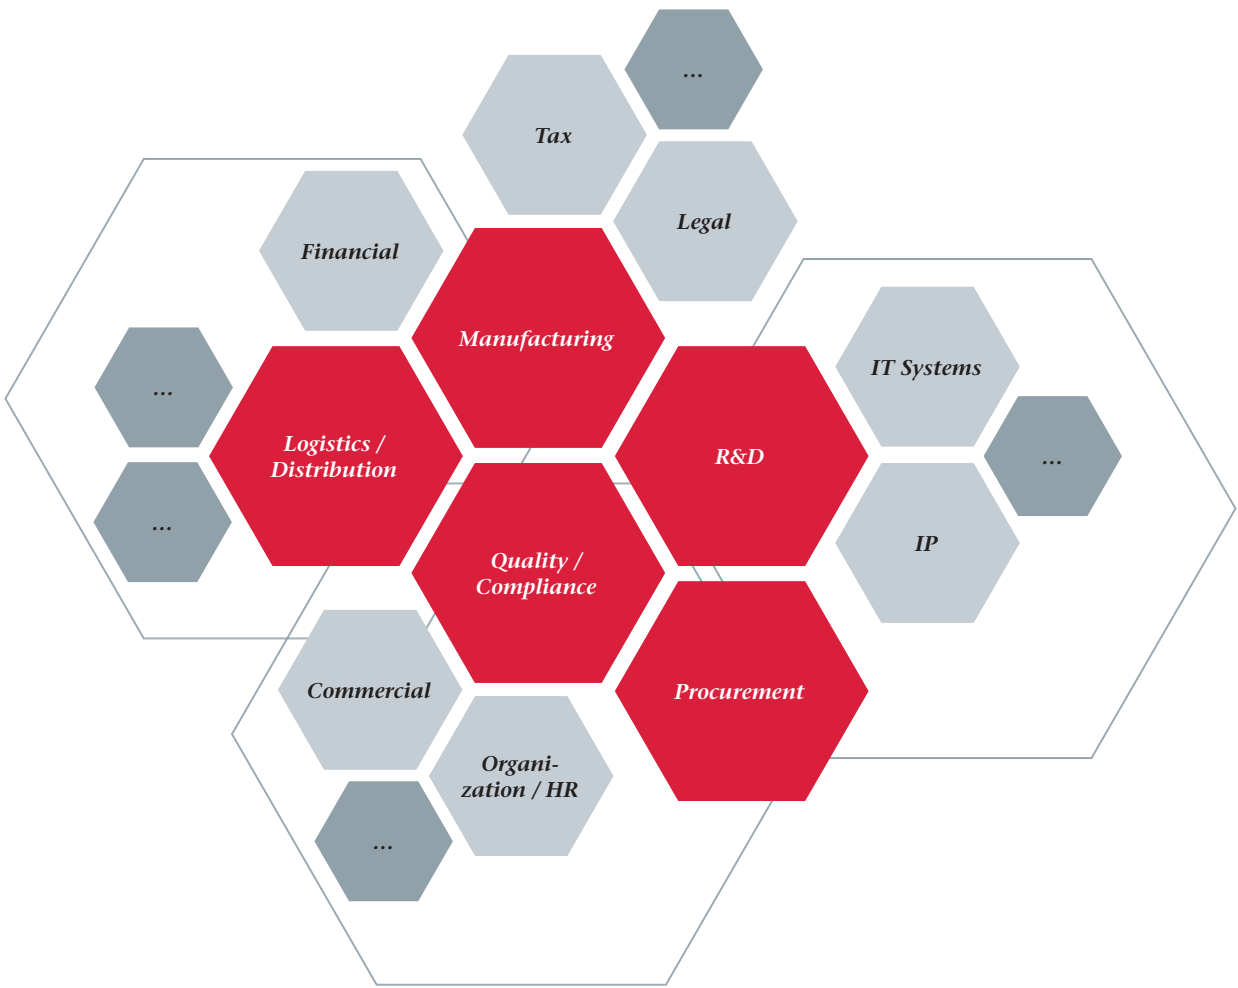 ...
Tax
Legal
Financial
Manufacturing
IT Systems
...
Logistics /
Distribution
R&D
...
...
Quality /
Compliance
IP
Commercial
Procurement
Organi-
zation / HR
...